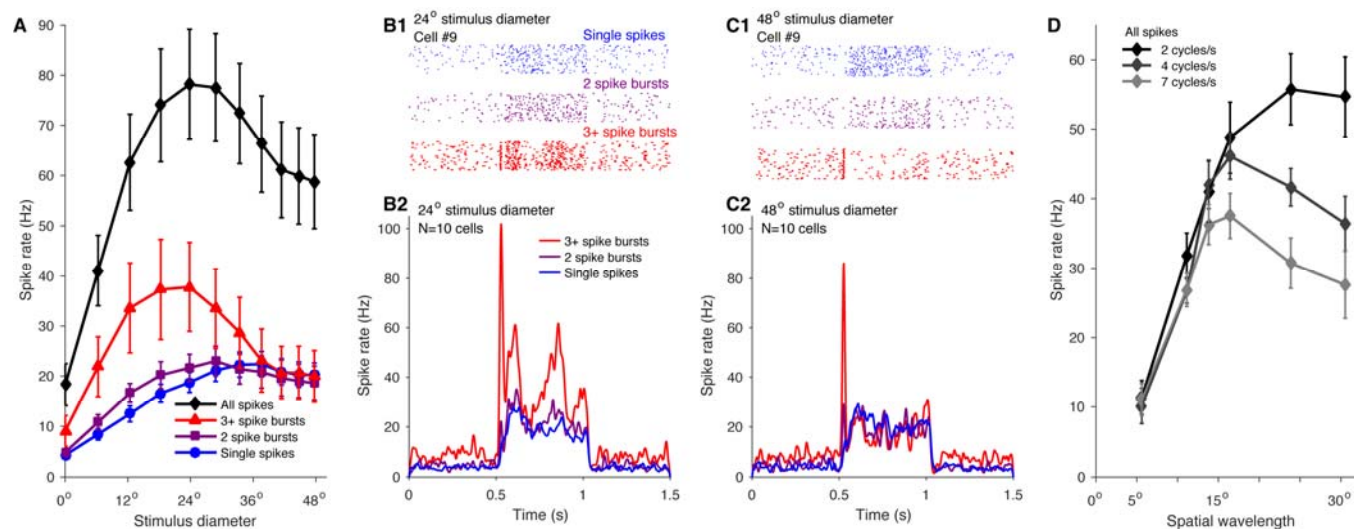 A
90
80
70
60
50
40
30
20
10
0
Spike rate (Hz)
0°
12°
24°
36°
48°
Stimulus diameter
All spikes
3+ spike bursts
2 spike bursts
Single spikes
B1
24° stimulus diameter
Cell #9
Single spikes
2 spike bursts
3+ spike bursts
B2
24° stimulus diameter
N=10 cells
3+ spike bursts
2 spike bursts
Single spikes
100
80
60
40
20
0
Spike rate (Hz)
0
0.5
1
1.5
Time (s)
C1
48° stimulus diameter
Cell #9
C2
48° stimulus diameter
N=10 cells
100
80
60
40
20
0
Spike rate (Hz)
0
0.5
1
1.5
Time (s)
D
All spikes
2 cycles/s
4 cycles/s
7 cycles/s
60
50
40
30
20
10
0
Spike rate (Hz)
0°
5°
15°
30°
Spatial wavelength